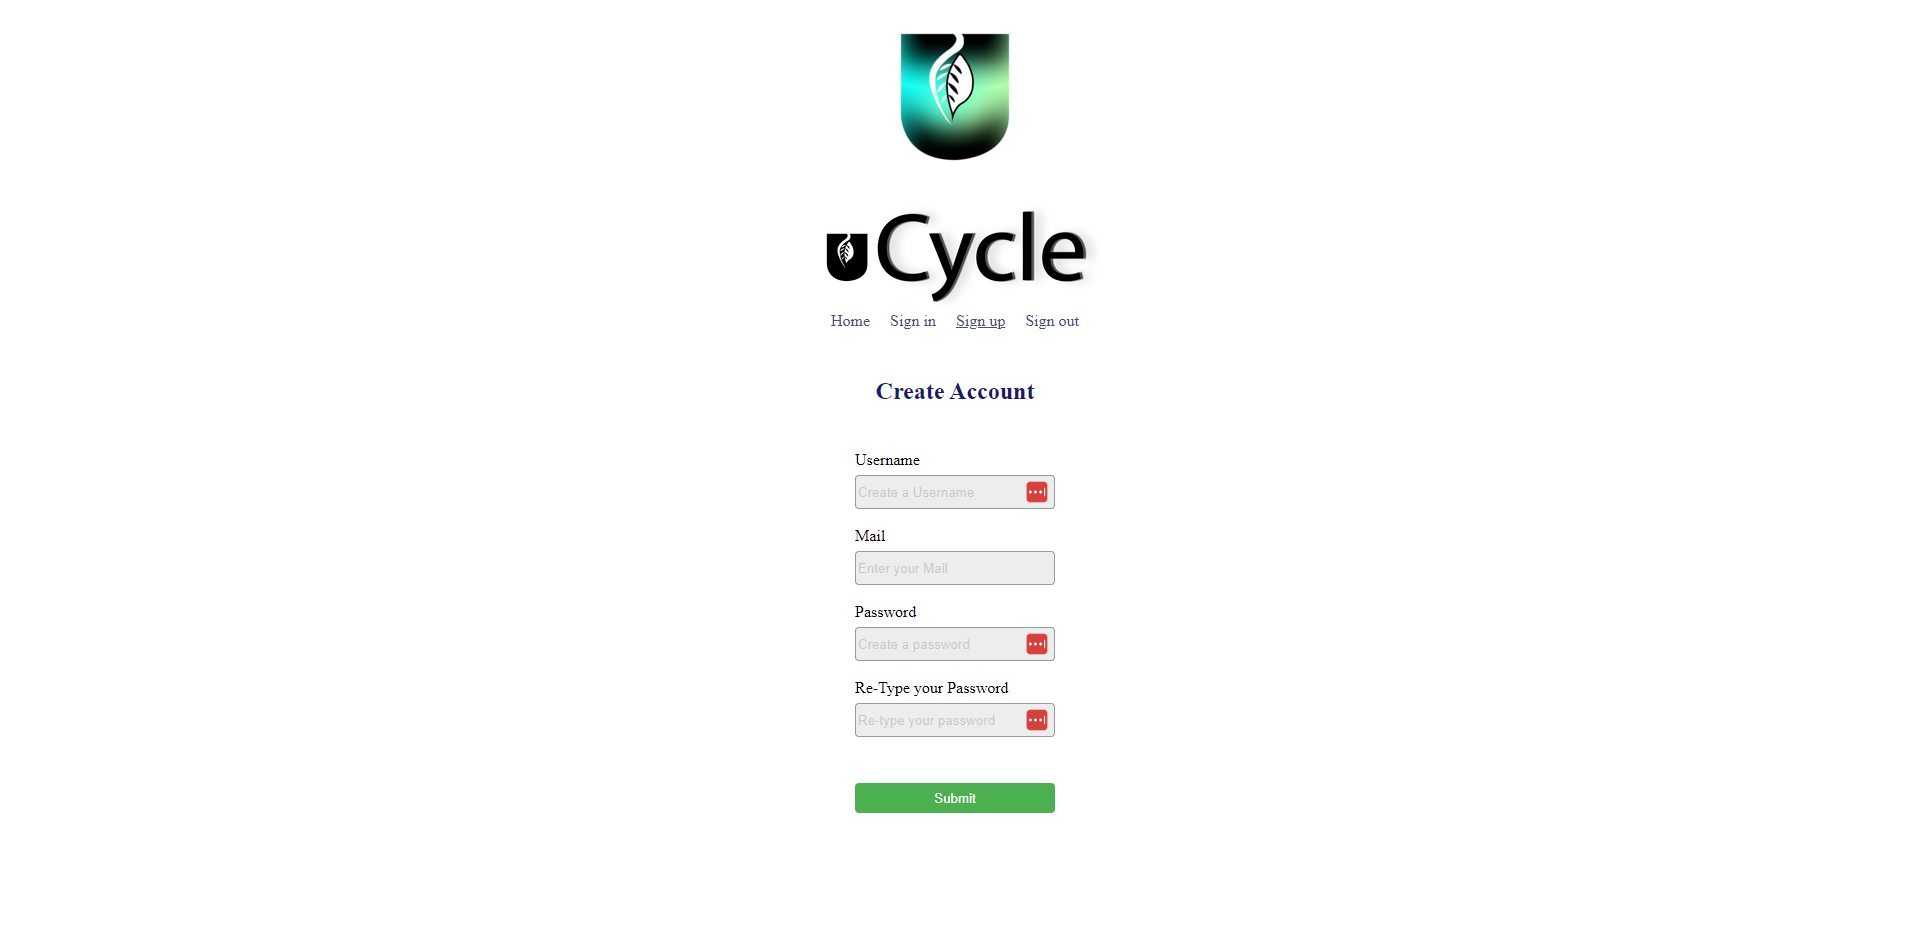 uCycle
Home Sign in Sign up Sign out
Create Account
Username
Create a Username
Mail
Enter your Mail
Password
Create a password
Re-Type your Password
Re-type your password
Submit